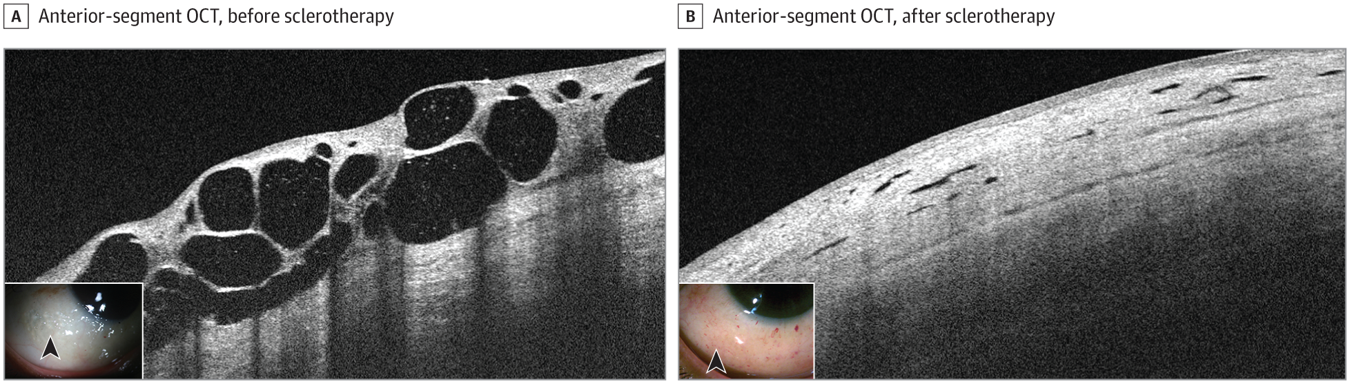 A Anterior-segment OCT, before sclerotherapy
B Anterior-segment OCT, after sclerotherapy